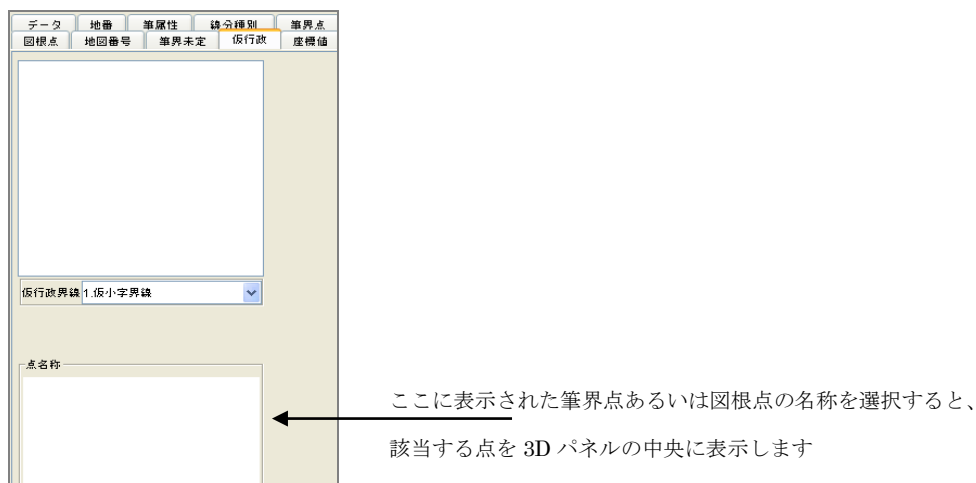 データ 地番 筆属性 線分種別 筆界点
図根点 地図番号 筆界未定 仮行政 座標値
仮行政界線 1.仮小字界線
点名称
ここに表示された筆界点あるいは図根点の名称を選択すると、
該当する点を 3D パネルの中央に表示します